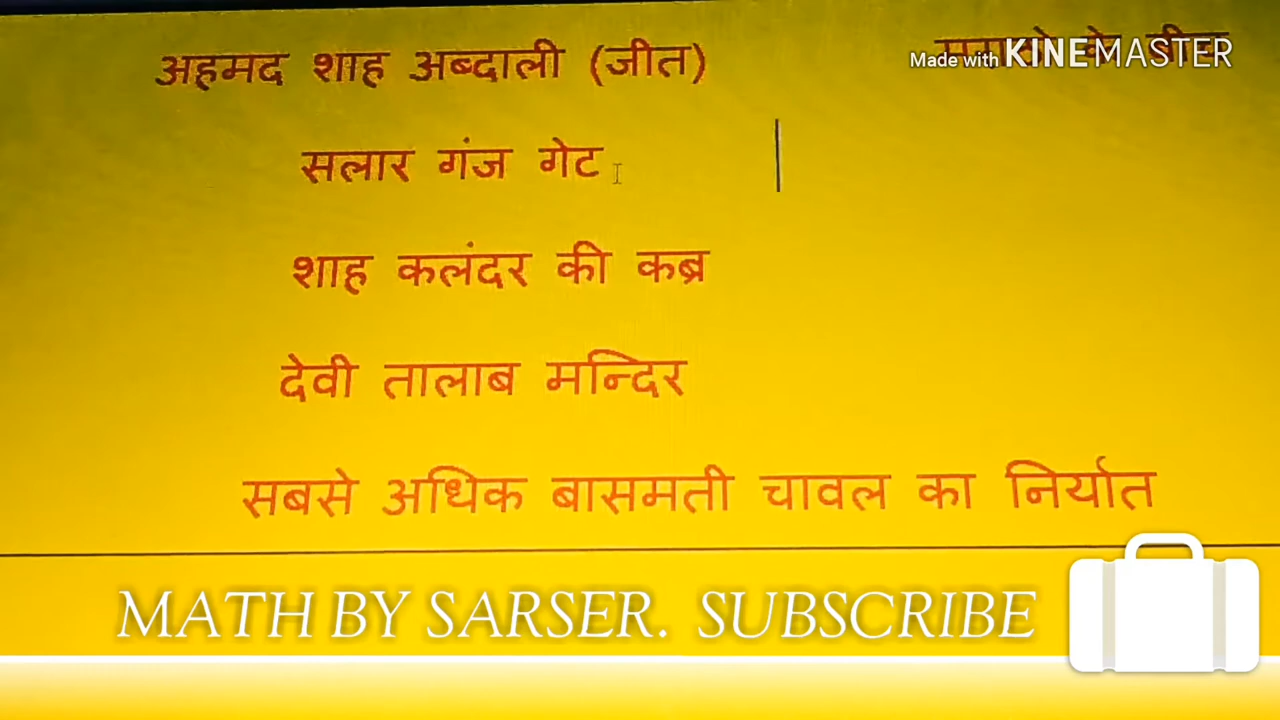 अहमद शाह अब्दाली (जीत)
Made with KINEMASTER
सलार गंज गेट
शाह कलंदर की कब्र
देवी तालाब मन्दिर
सबसे अधिक बासमती चावल का निर्यात
MATH BY SARSER. SUBSCRIBE